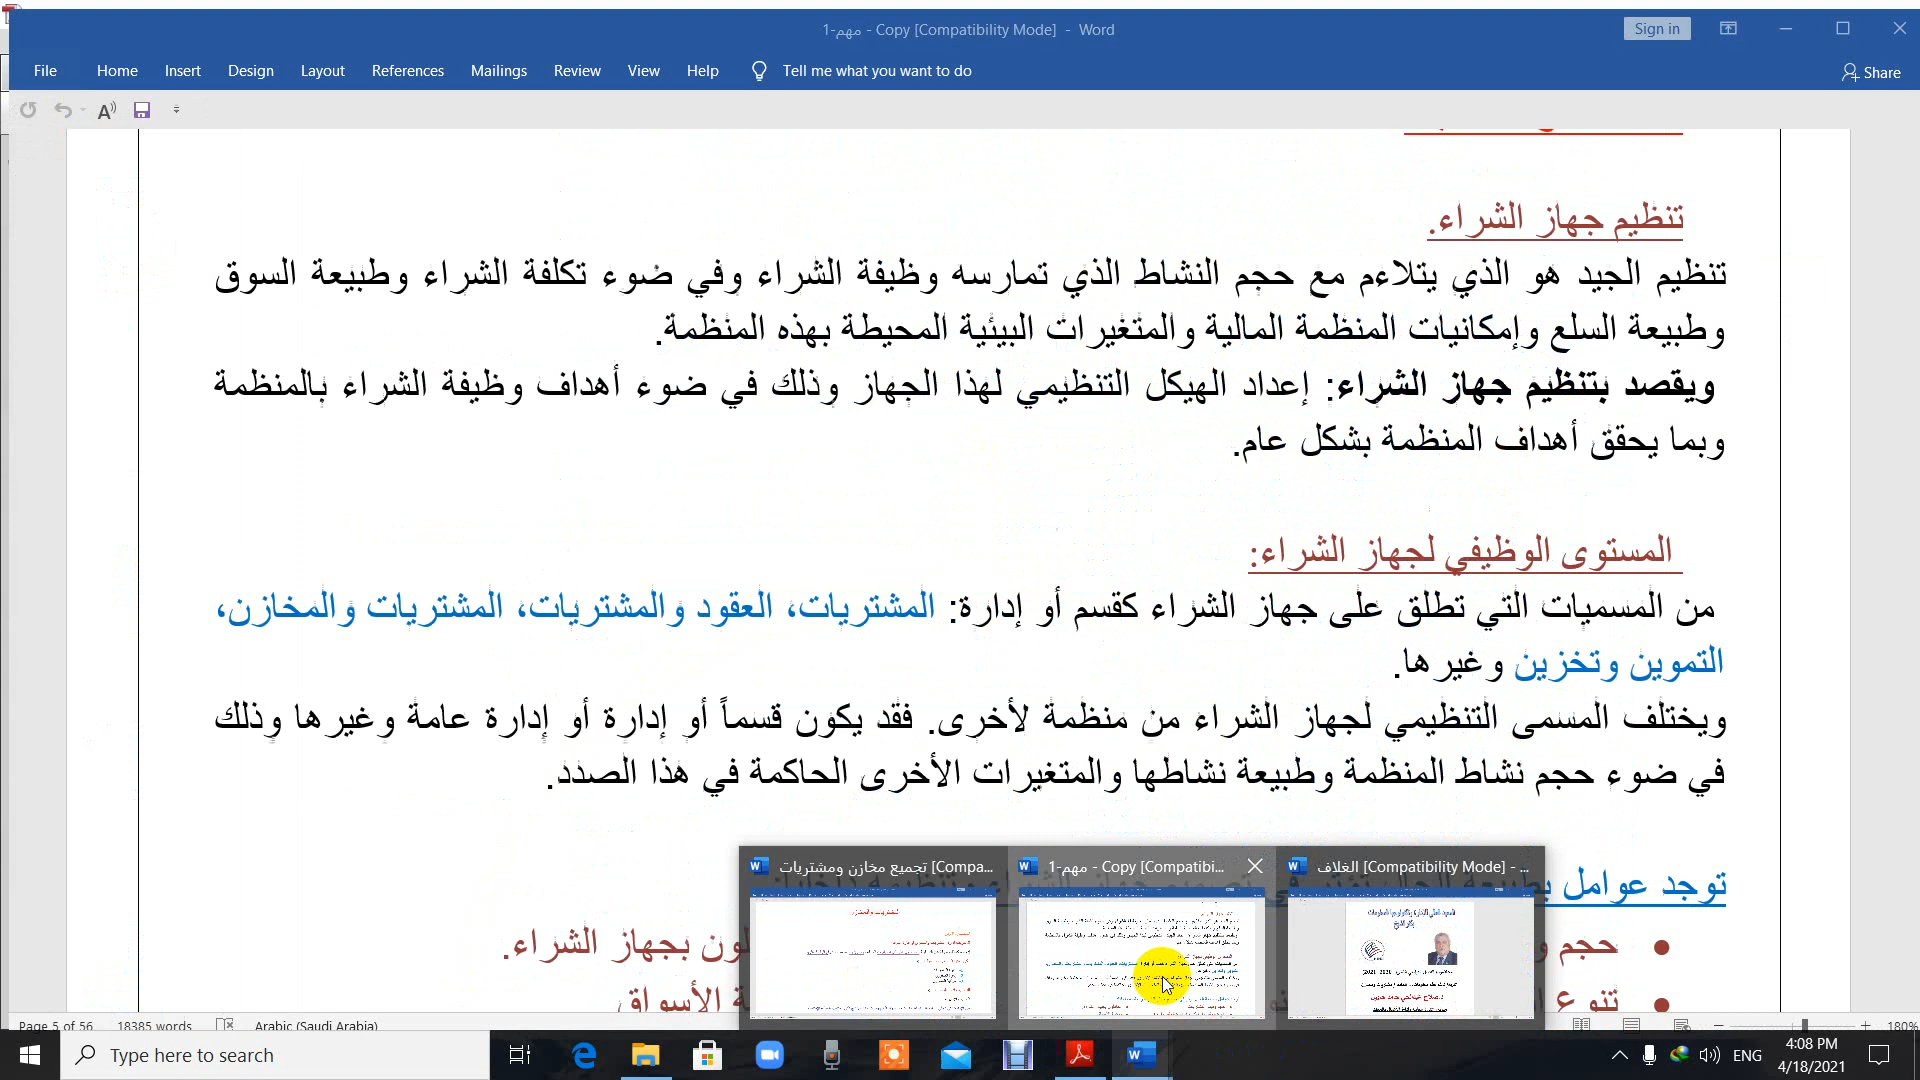 مهم-1 - Copy [Compatibility Mode] - Word
Sign in
File Home Insert Design Layout References Mailings Review View Help Tell me what you want to do
Share
تنظيم جهاز الشراء.
تنظيم الجيد هو الذي يتلاءم مع حجم النشاط الذي تمارسه وظيفة الشراء وفي ضوء تكلفة الشراء وطبيعة السوق
وطبيعة السلع وإمكانيات المنظمة المالية والمتغيرات البيئية المحيطة بهذه المنظمة.
ويقصد بتنظيم جهاز الشراء: إعداد الهيكل التنظيمي لهذا الجهاز وذلك في ضوء أهداف وظيفة الشراء بالمنظمة
وبما يحقق أهداف المنظمة بشكل عام.
المستوى الوظيفي لجهاز الشراء:
من المسميات التي تطلق على جهاز الشراء كقسم أو إدارة: المشتريات، العقود والمشتريات، المشتريات والمخازن،
التموين وتخزين وغيرها.
ويختلف المسمى التنظيمي لجهاز الشراء من منظمة لأخرى. فقد يكون قسماً أو إدارة أو إدارة عامة وغيرها وذلك
في ضوء حجم نشاط المنظمة وطبيعة نشاطها والمتغيرات الأخرى الحاكمة في هذا الصدد.
توجد عوامل
حجم
لون بجهاز الشراء.
تنوع
الأسواق
تجميع مخازن ومشتريات [Compa...
مهم-1 - Copy [Compatibi...
الغلاف [Compatibility Mode] - ...
Page 5 of 56 18385 words Arabic (Saudi Arabia)
180%
Type here to search
ENG
4:08 PM
4/18/2021